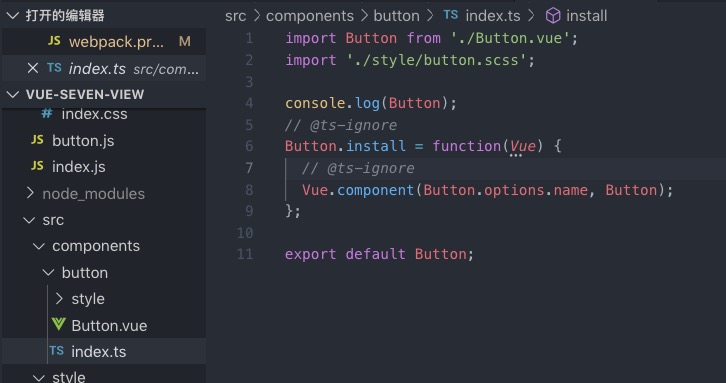 打开的编辑器
JS webpack.pr... M
TS index.ts src/com...
VUE-SEVEN-VIEW
# index.css
JS button.js
JS index.js
node_modules
src
components
button
style
Button.vue
TS index.ts
style
src > components > button > TS index.ts > install
1 import Button from './Button.vue';
2 import './style/button.scss';
3
4 console.log(Button);
5 // @ts-ignore
6 Button.install = function(Vue) {
7 // @ts-ignore
8 Vue.component(Button.options.name, Button);
9 };
10
11 export default Button;